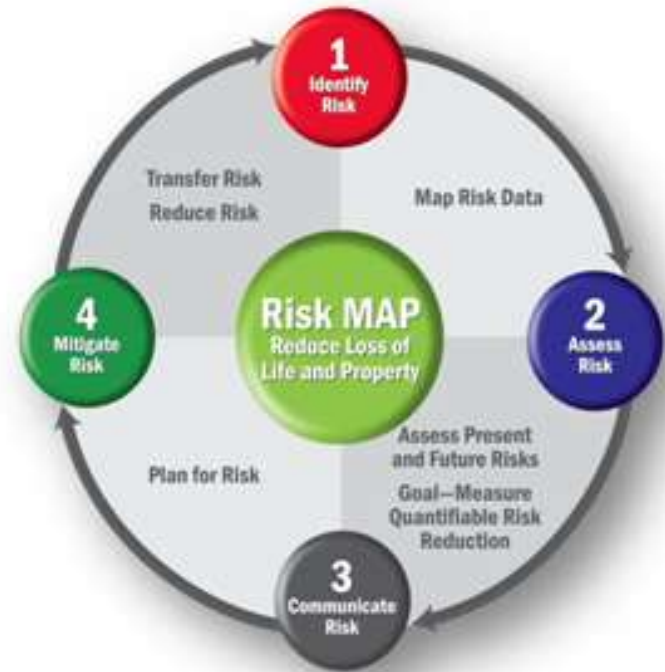 1
Identify
Risk
Transfer Risk
Reduce Risk
Map Risk Data
4
Mitigate
Risk
Risk MAP
Reduce Loss of
Life and Property
2
Assess
Risk
Assess Present
and Future Risks
Goal—Measure
Quantifiable Risk
Reduction
Plan for Risk
3
Communicate
Risk